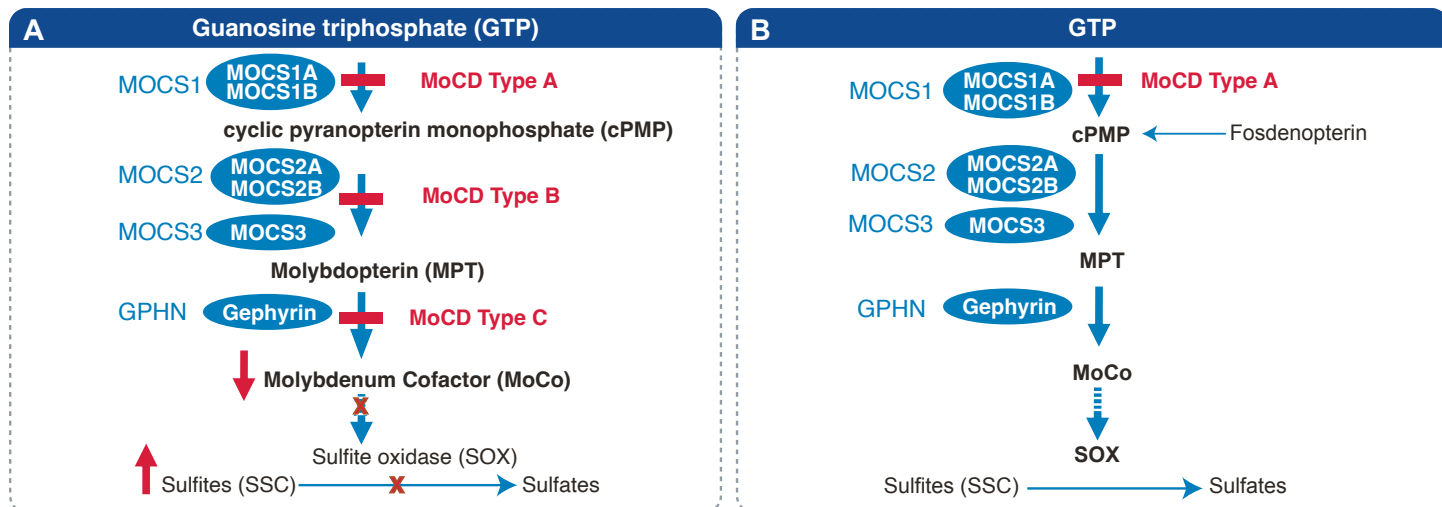 A
Guanosine triphosphate (GTP)
MOCS1
MOCS1A
MOCS1B
MoCD Type A
cyclic pyranopterin monophosphate (cPMP)
MOCS2
MOCS2A
MOCS2B
MoCD Type B
MOCS3
MOCS3
Molybdopterin (MPT)
GPHN
Gephyrin
MoCD Type C
Molybdenum Cofactor (MoCo)
X
Sulfite oxidase (SOX)
Sulfites (SSC)
X
Sulfates
B
GTP
MOCS1
MOCS1A
MOCS1B
MoCD Type A
cPMP
Fosdenopterin
MOCS2
MOCS2A
MOCS2B
MOCS3
MOCS3
MPT
GPHN
Gephyrin
MoCo
SOX
Sulfites (SSC)
Sulfates